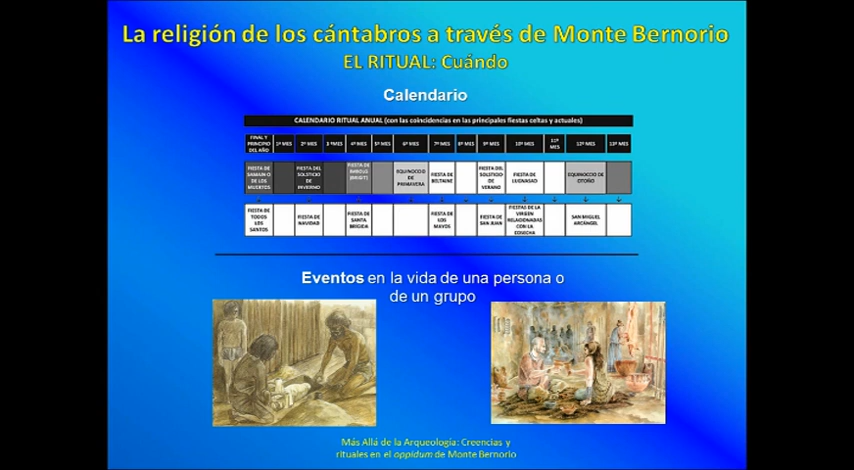 La religión de los cántabros a través de Monte Bernorio
EL RITUAL: Cuándo
Calendario
CALENDARIO RITUAL ANUAL (con las coincidencias en las principales fiestas celtas y actuales)
FINAL Y PRINCIPIO DEL AÑO 1º MES 2º MES 3º MES 4º MES 5º MES 6º MES 7º MES 8º MES 9º MES 10º MES 11º MES 12º MES 13º MES
FIESTA DE SAMAIN O DE LOS MUERTOS FIESTA DEL SOLSTICIO DE INVIERNO FIESTA DE IMBOLC (BRIGIT) EQUINOCCIO DE PRIMAVERA FIESTA DE BELTAINE FIESTA DEL SOLSTICIO DE VERANO FIESTA DE LUGNASAD EQUINOCCIO DE OTOÑO
FIESTA DE TODOS LOS SANTOS FIESTA DE NAVIDAD FIESTA DE SANTA BRIGIDA FIESTA DE LOS MAYOS FIESTA DE SAN JUAN FIESTAS DE LA VIRGEN RELACIONADAS CON LA COSECHA SAN MIGUEL ARCÁNGEL
Eventos en la vida de una persona o
de un grupo
Más Allá de la Arqueología: Creencias y
rituales en el oppidum de Monte Bernorio